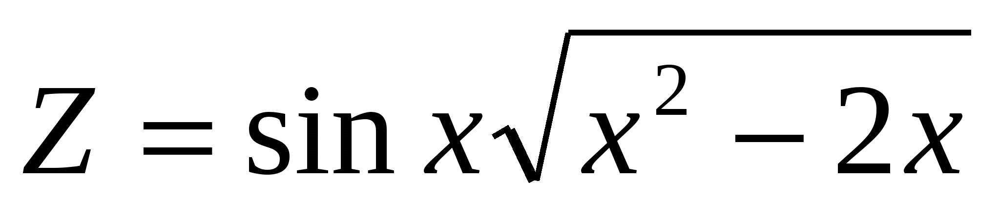 Z = sin x√(x² − 2x)